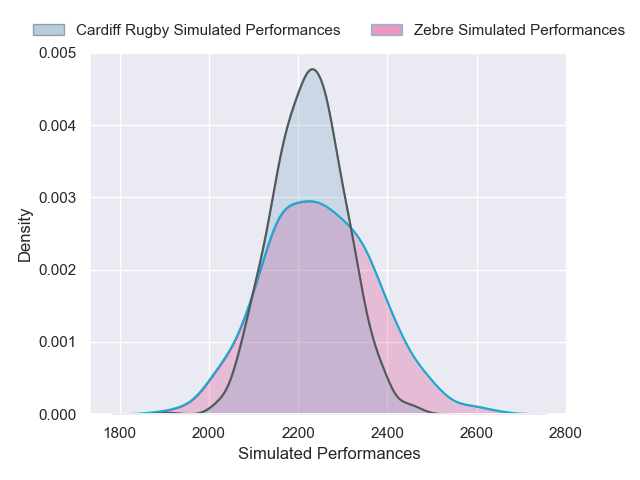 Cardiff Rugby Simulated Performances Zebre Simulated Performances
0.005
0.004
0.003
0.002
0.001
0.000
Density
1800 2000 2200 2400 2600 2800
Simulated Performances